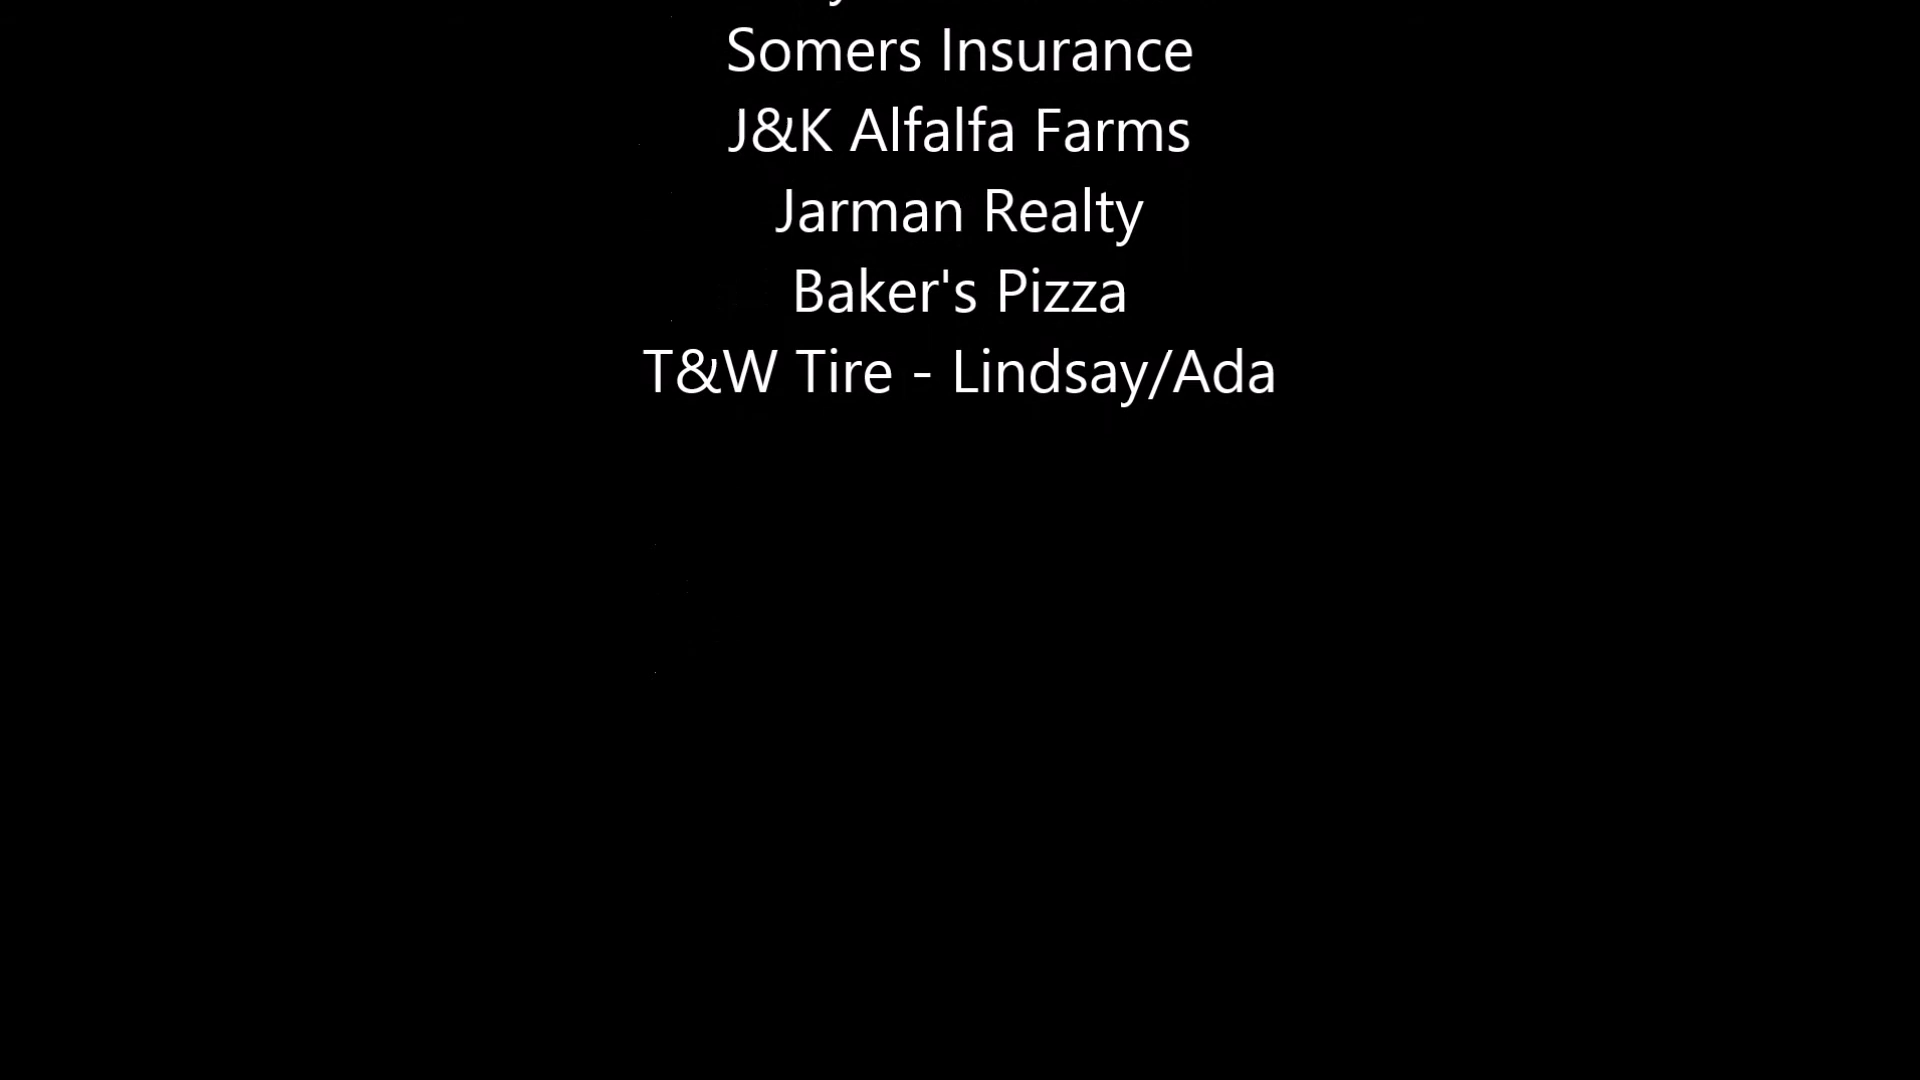 Somers Insurance
J&K Alfalfa Farms
Jarman Realty
Baker's Pizza
T&W Tire - Lindsay/Ada